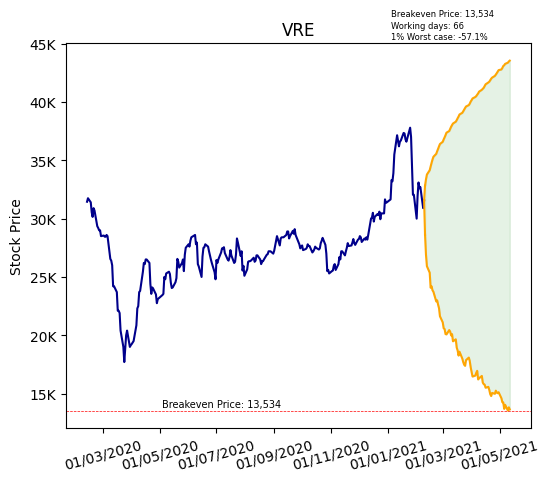 Breakeven Price: 13,534
Working days: 66
1% Worst case: -57.1%
VRE
45K
40K
35K
30K
25K
20K
15K
Stock Price
Breakeven Price: 13,534
01/03/2020
01/05/2020
01/07/2020
01/09/2020
01/11/2020
01/01/2021
01/03/2021
01/05/2021